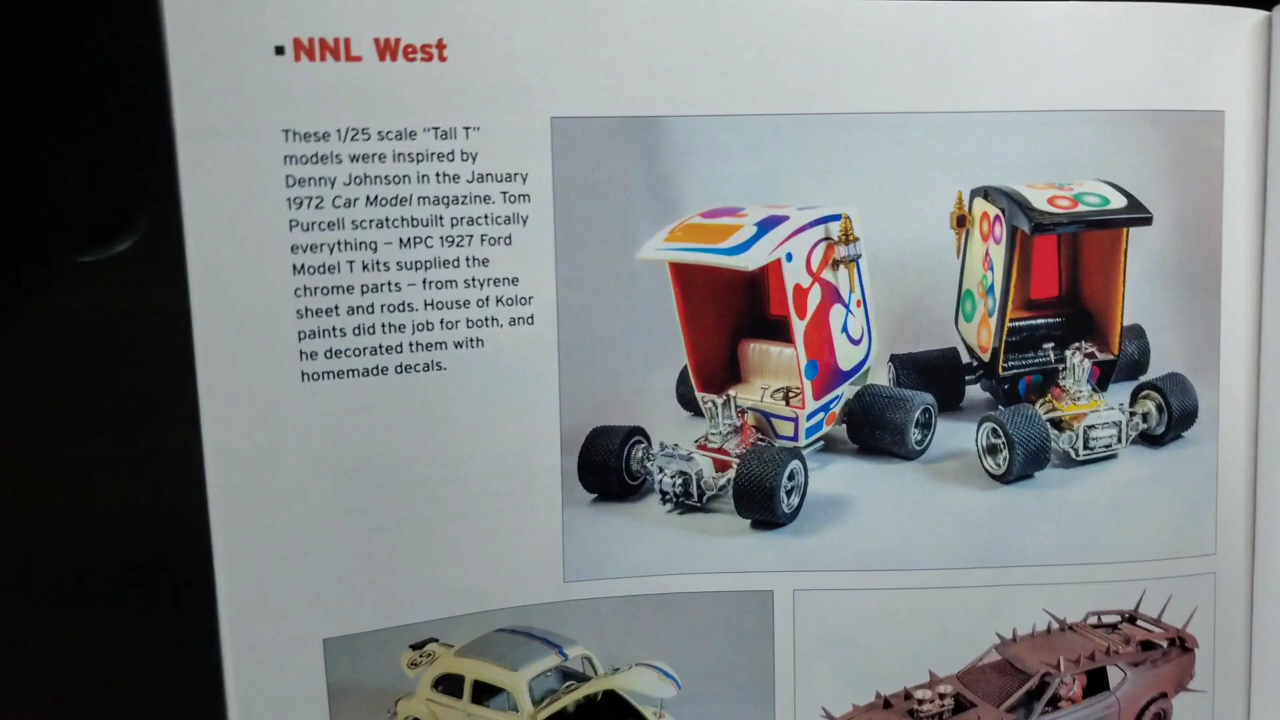 NNL West
These 1/25 scale “Tall T”
models were inspired by
Denny Johnson in the January
1972 Car Model magazine. Tom
Purcell scratchbuilt practically
everything – MPC 1927 Ford
Model T kits supplied the
chrome parts – from styrene
sheet and rods. House of Kolor
paints did the job for both, and
he decorated them with
homemade decals.
53